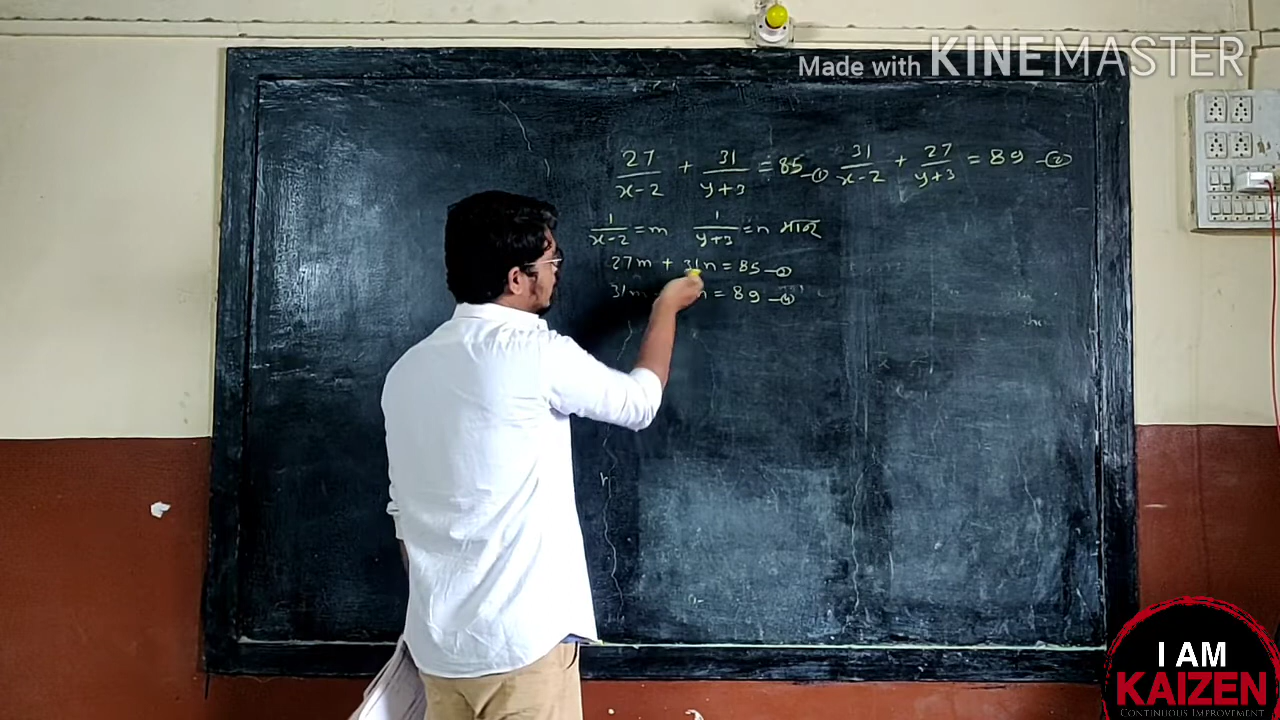 Made with KINEMASTER
27/(x-2) + 31/(y+3) = 85 —① 31/(x-2) + 27/(y+3) = 89 —②
1/(x-2) = m 1/(y+3) = n मानू
27m + 31n = 85 —③
31m n = 89 —④
I AM
KAIZEN
CONTINUOUS IMPROVEMENT